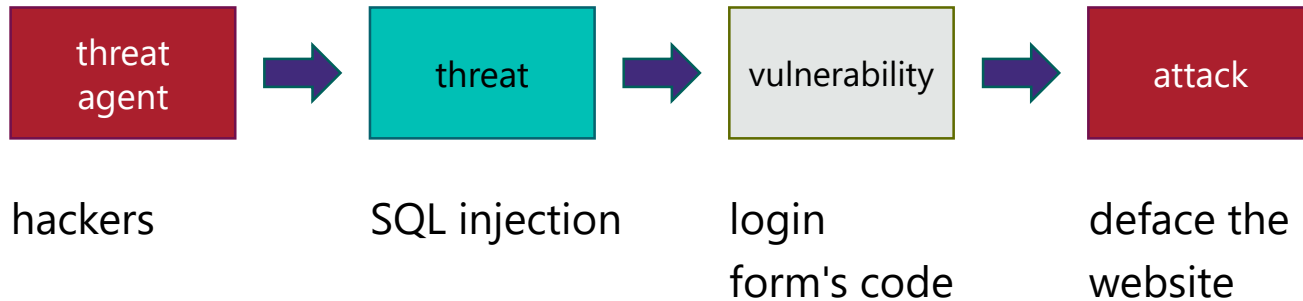 threat
agent
threat
vulnerability
attack
hackers
SQL injection
login
form's code
deface the
website